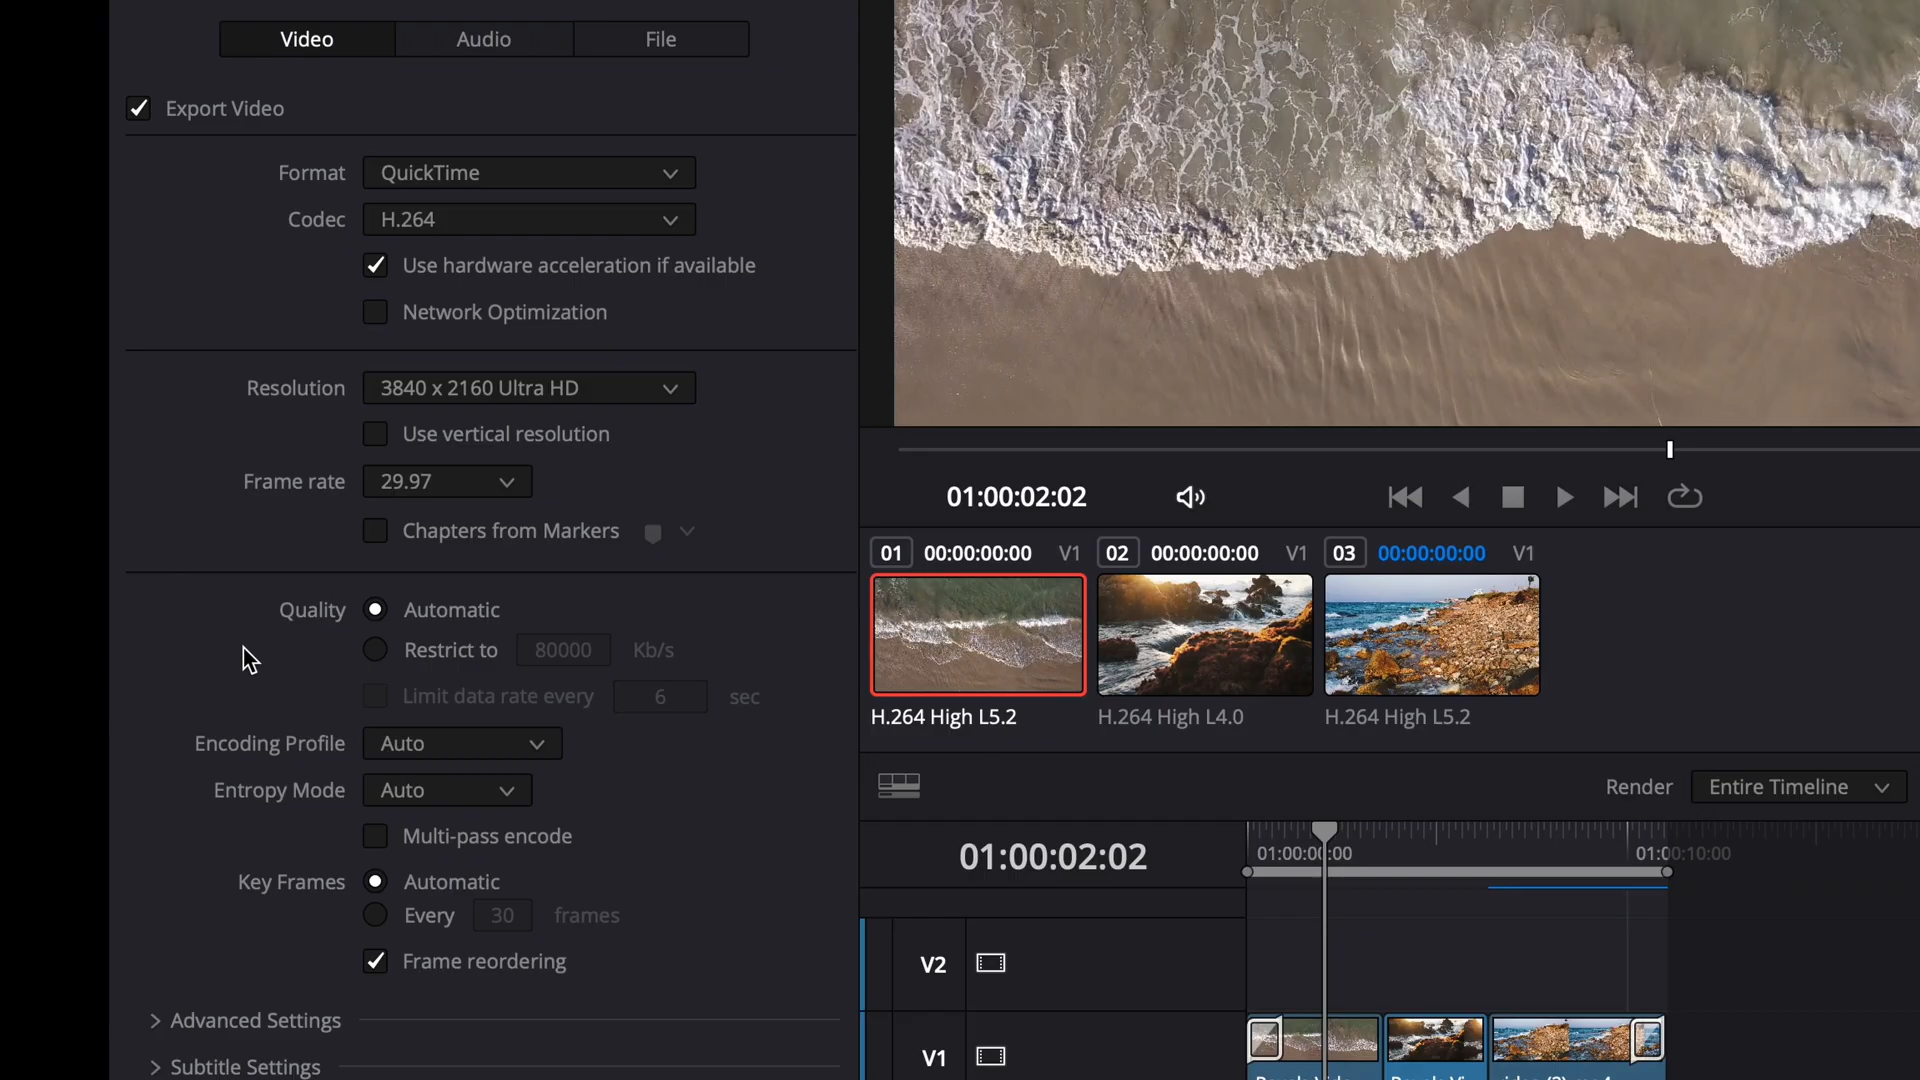 Video Audio File
Export Video
Format QuickTime
Codec H.264
Use hardware acceleration if available
Network Optimization
Resolution 3840 x 2160 Ultra HD
Use vertical resolution
Frame rate 29.97
Chapters from Markers
Quality Automatic
Restrict to 80000 Kb/s
Limit data rate every 6 sec
Encoding Profile Auto
Entropy Mode Auto
Multi-pass encode
Key Frames Automatic
Every 30 frames
Frame reordering
Advanced Settings
Subtitle Settings
01:00:02:02
01 00:00:00:00 V1 02 00:00:00:00 V1 03 00:00:00:00 V1
H.264 High L5.2 H.264 High L4.0 H.264 High L5.2
Render Entire Timeline
01:00:02:02
01:00:00:00 01:00:10:00
V2
V1